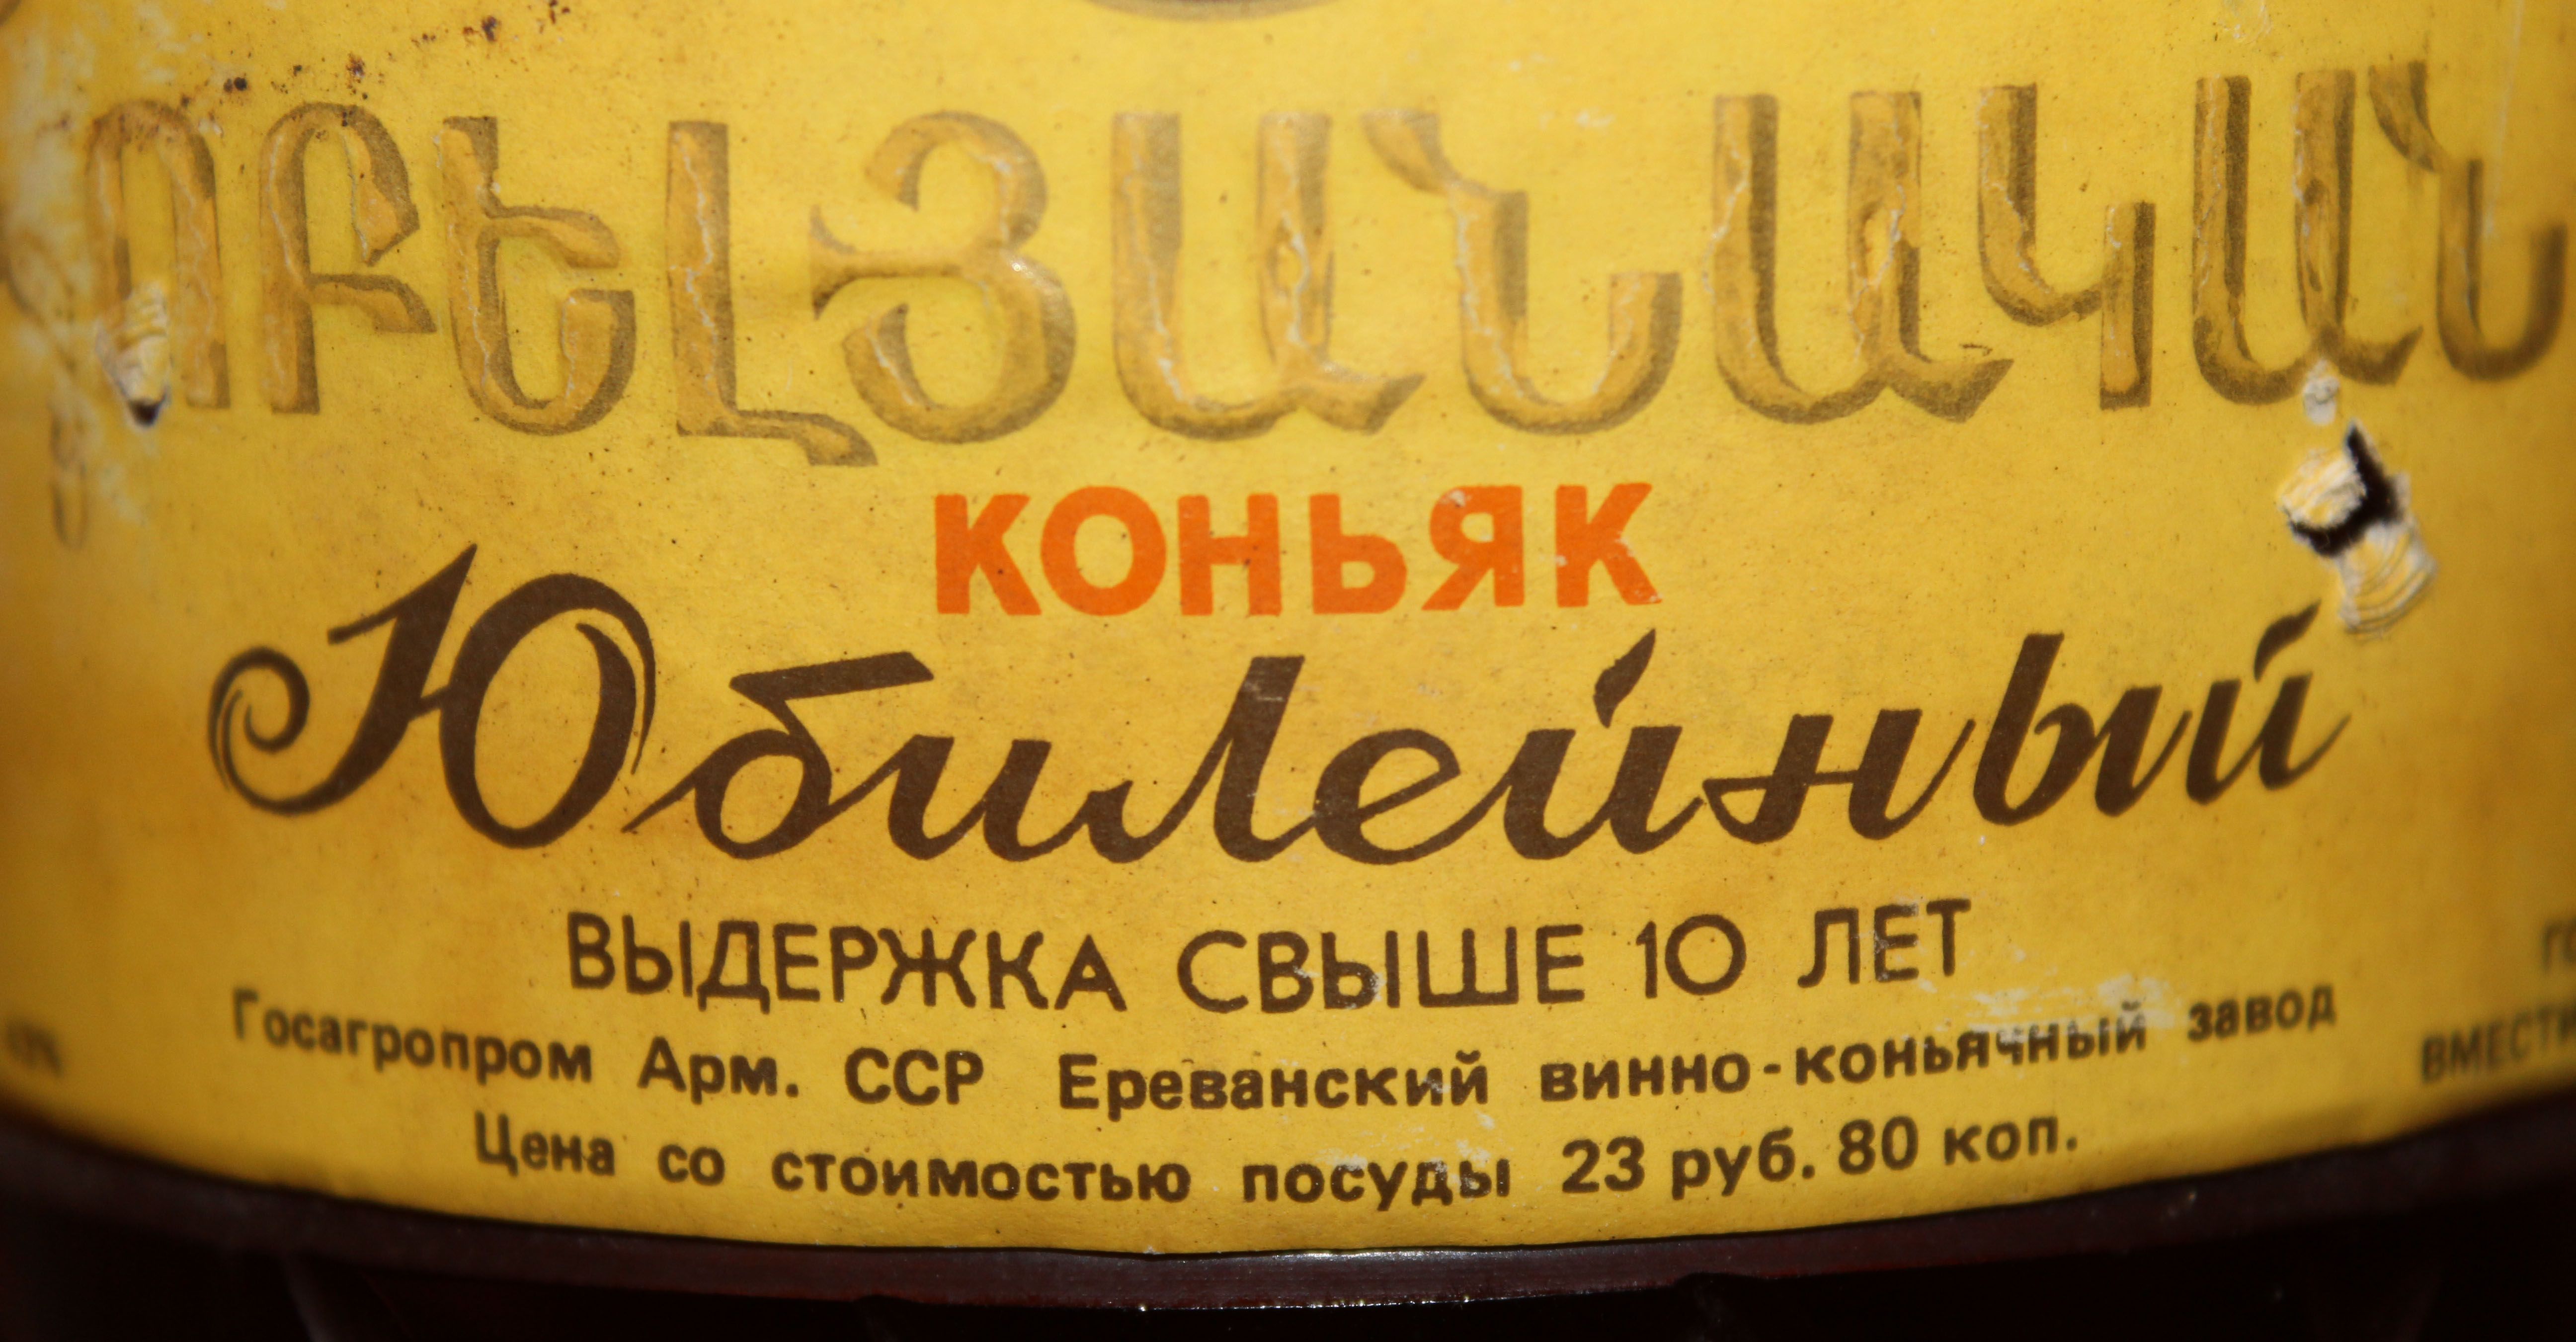 ՀՈԲԵԼՅԱՆԱԿԱՆ
КОНЬЯК
Юбилейный
ВЫДЕРЖКА СВЫШЕ 10 ЛЕТ
Госагропром Арм. ССР Ереванский винно-коньячный завод
Цена со стоимостью посуды 23 руб. 80 коп.